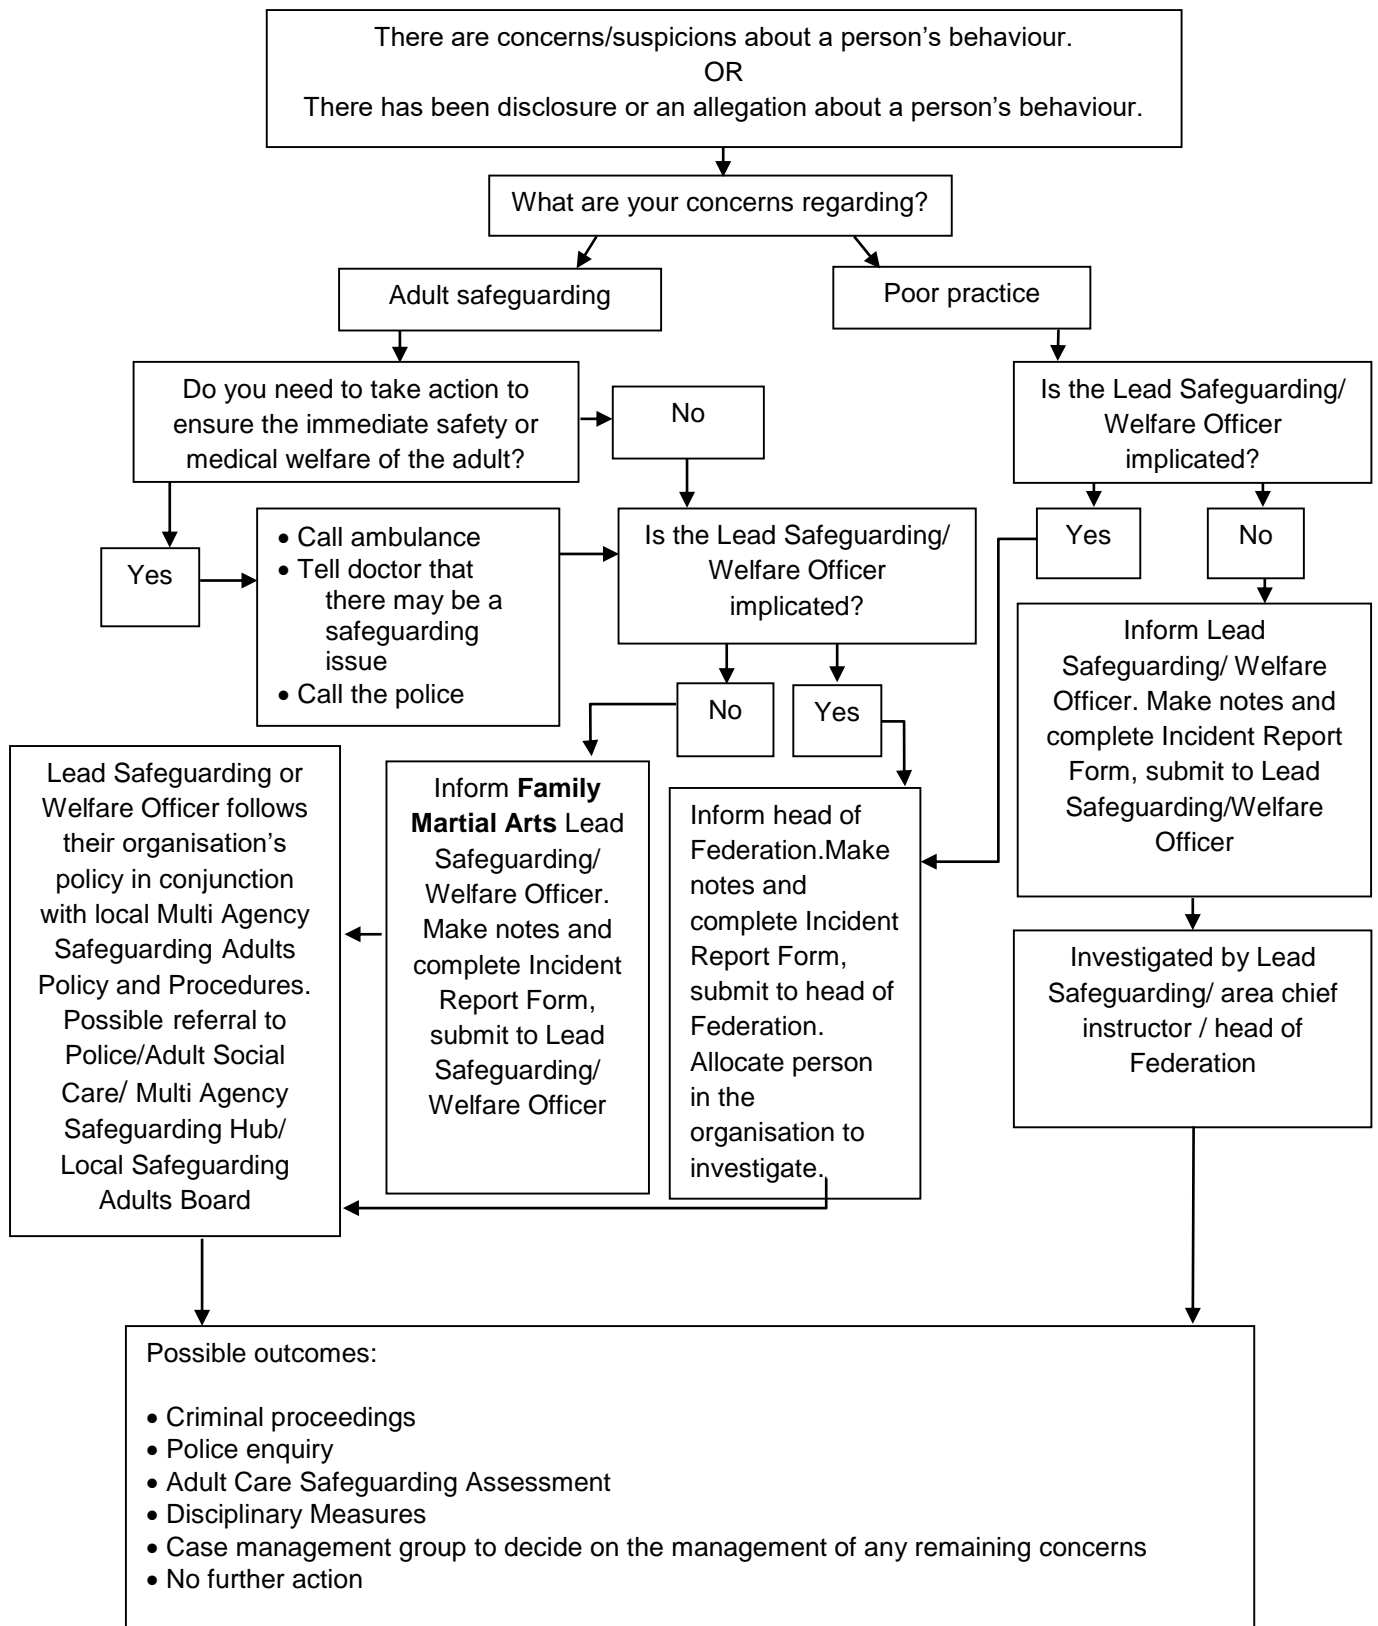 There are concerns/suspicions about a person’s behaviour.
OR
There has been disclosure or an allegation about a person’s behaviour.
What are your concerns regarding?
Adult safeguarding
Poor practice
Do you need to take action to
ensure the immediate safety or
medical welfare of the adult?
No
Is the Lead Safeguarding/
Welfare Officer
implicated?
Yes
• Call ambulance
• Tell doctor that
there may be a
safeguarding
issue
• Call the police
Is the Lead Safeguarding/
Welfare Officer
implicated?
Yes
No
No
Yes
Inform Lead
Safeguarding/ Welfare
Officer. Make notes and
complete Incident Report
Form, submit to Lead
Safeguarding/Welfare
Officer
Lead Safeguarding or
Welfare Officer follows
their organisation’s
policy in conjunction
with local Multi Agency
Safeguarding Adults
Policy and Procedures.
Possible referral to
Police/Adult Social
Care/ Multi Agency
Safeguarding Hub/
Local Safeguarding
Adults Board
Inform Family
Martial Arts Lead
Safeguarding/
Welfare Officer.
Make notes and
complete Incident
Report Form,
submit to Lead
Safeguarding/
Welfare Officer
Inform head of
Federation.Make
notes and
complete Incident
Report Form,
submit to head of
Federation.
Allocate person
in the
organisation to
investigate.
Investigated by Lead
Safeguarding/ area chief
instructor / head of
Federation
Possible outcomes:
• Criminal proceedings
• Police enquiry
• Adult Care Safeguarding Assessment
• Disciplinary Measures
• Case management group to decide on the management of any remaining concerns
• No further action